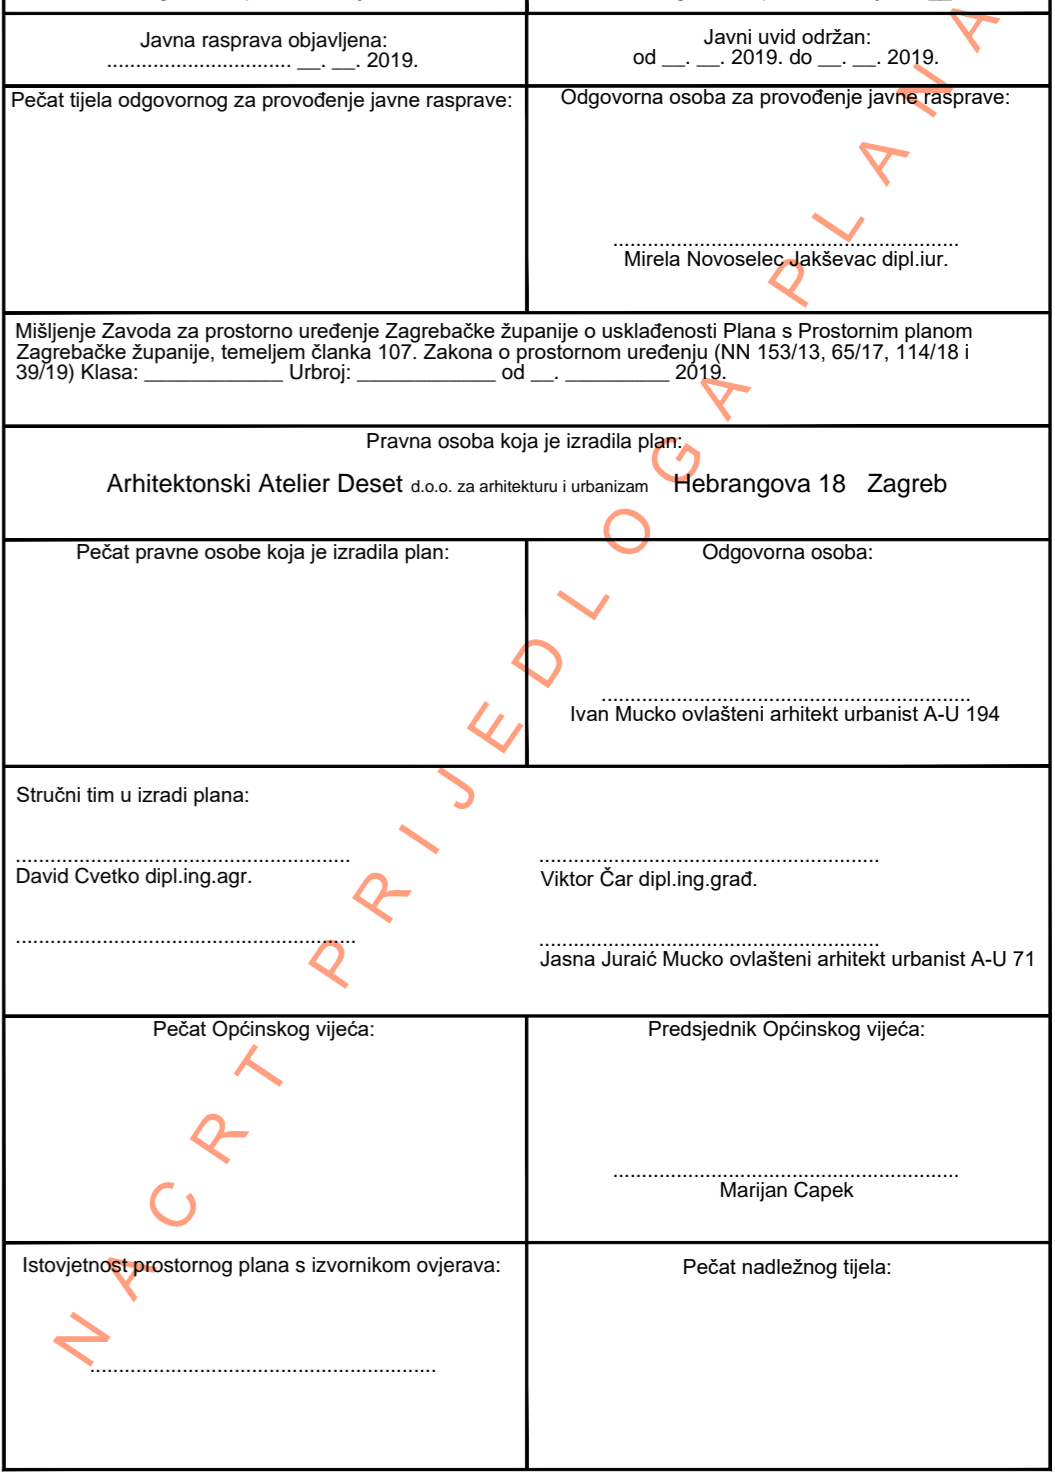 Javna rasprava objavljena:
................................ __. __. 2019.
Javni uvid održan:
od __. __. 2019. do __. __. 2019.
Pečat tijela odgovornog za provođenje javne rasprave:
Odgovorna osoba za provođenje javne rasprave:
............................................................
Mirela Novoselec Jakševac dipl.iur.
Mišljenje Zavoda za prostorno uređenje Zagrebačke županije o usklađenosti Plana s Prostornim planom
Zagrebačke županije, temeljem članka 107. Zakona o prostornom uređenju (NN 153/13, 65/17, 114/18 i
39/19) Klasa: ____________ Urbroj: ____________ od __. _________ 2019.
Pravna osoba koja je izradila plan:
Arhitektonski Atelier Deset d.o.o. za arhitekturu i urbanizam Hebrangova 18 Zagreb
Pečat pravne osobe koja je izradila plan:
Odgovorna osoba:
................................................................
Ivan Mucko ovlašteni arhitekt urbanist A-U 194
Stručni tim u izradi plana:
..........................................................
David Cvetko dipl.ing.agr.
...........................................................
Viktor Čar dipl.ing.građ.
...........................................................
...........................................................
Jasna Juraić Mucko ovlašteni arhitekt urbanist A-U 71
Pečat Općinskog vijeća:
Predsjednik Općinskog vijeća:
............................................................
Marijan Capek
Istovjetnost prostornog plana s izvornikom ovjerava:
............................................................
Pečat nadležnog tijela:
NACRT PRIJEDLOGA PLANA